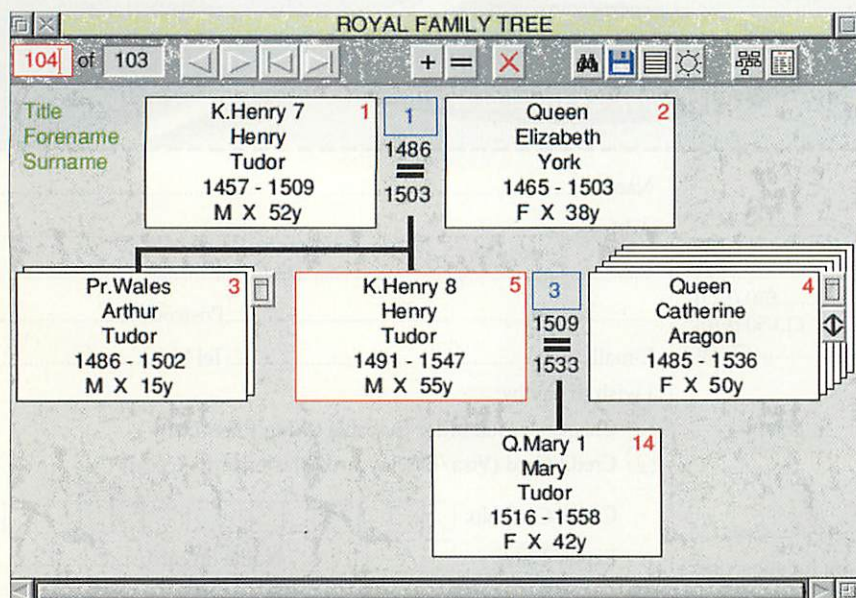 ROYAL FAMILY TREE
104 of 103
Title
Forename
Surname
K.Henry 7 1
Henry
Tudor
1457 - 1509
M X 52y
1
1486
1503
Queen 2
Elizabeth
York
1465 - 1503
F X 38y
Pr.Wales 3
Arthur
Tudor
1486 - 1502
M X 15y
K.Henry 8 5
Henry
Tudor
1491 - 1547
M X 55y
3
1509
1533
Queen 4
Catherine
Aragon
1485 - 1536
F X 50y
Q.Mary 1 14
Mary
Tudor
1516 - 1558
F X 42y